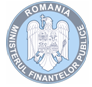 ROMANIA
MINISTERUL FINANTELOR PUBLICE